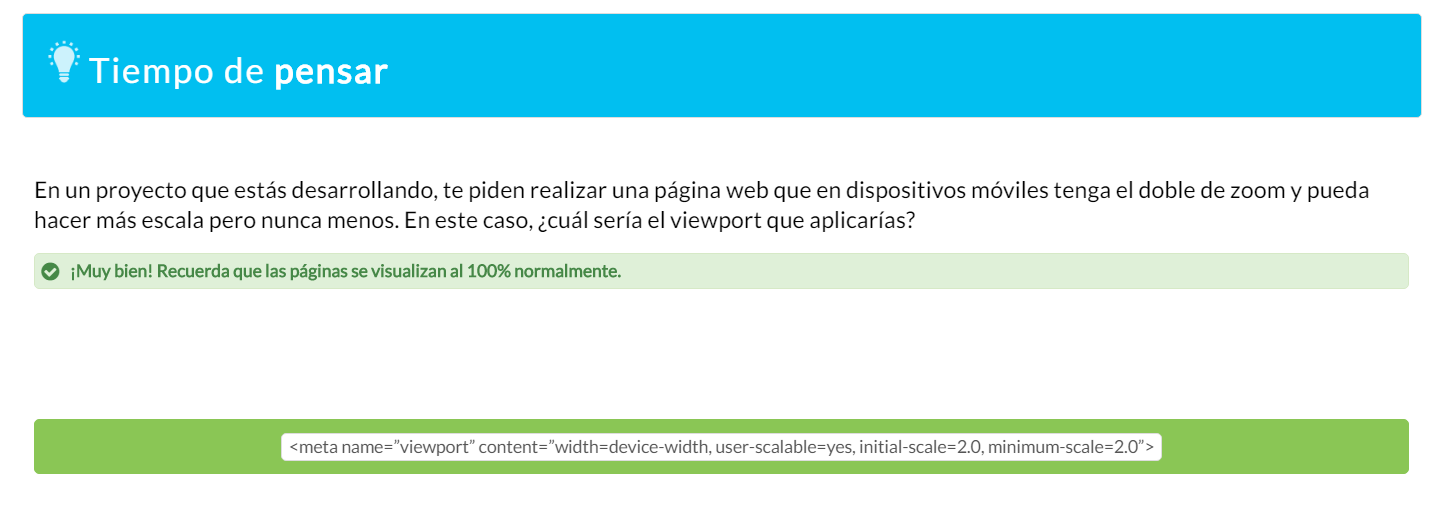 Tiempo de pensar
En un proyecto que estás desarrollando, te piden realizar una página web que en dispositivos móviles tenga el doble de zoom y pueda
hacer más escala pero nunca menos. En este caso, ¿cuál sería el viewport que aplicarías?
¡Muy bien! Recuerda que las páginas se visualizan al 100% normalmente.
<meta name=”viewport” content=”width=device-width, user-scalable=yes, initial-scale=2.0, minimum-scale=2.0”>